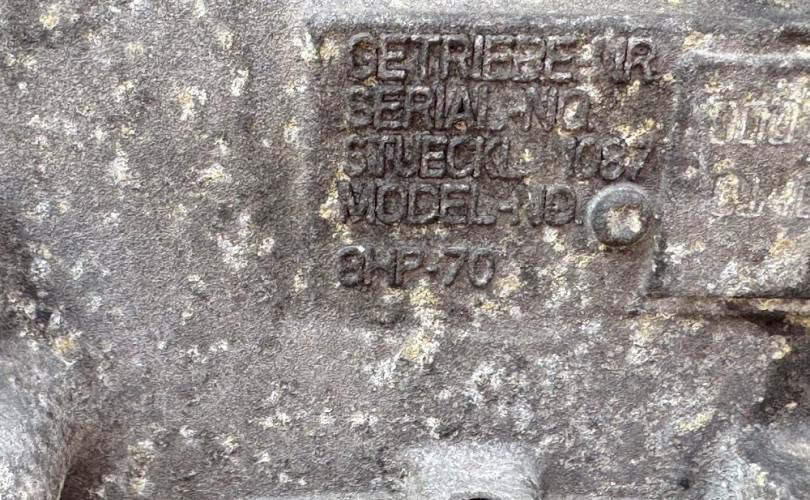 GETRIEBE-NR.
SERIAL-NO.
STUECKL. 1087
MODEL-NO.
8HP-70